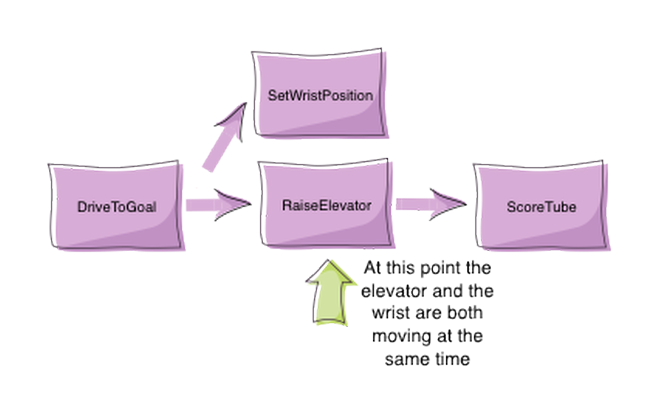 SetWristPosition
DriveToGoal
RaiseElevator
ScoreTube
At this point the
elevator and the
wrist are both
moving at the
same time